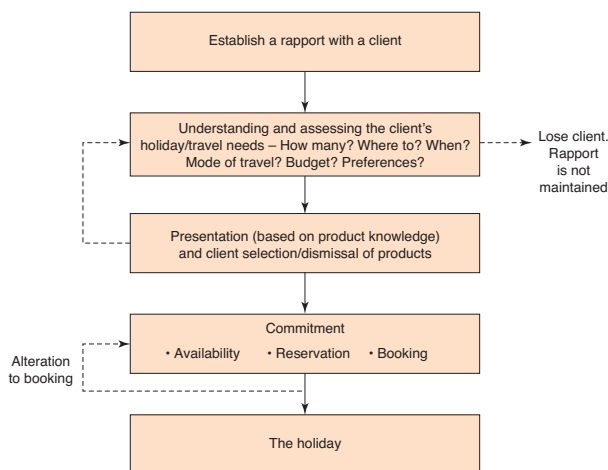 Establish a rapport with a client
Understanding and assessing the client's
holiday/travel needs – How many? Where to? When?
Mode of travel? Budget? Preferences?
Lose client.
Rapport
is not
maintained
Presentation (based on product knowledge)
and client selection/dismissal of products
Commitment
• Availability • Reservation • Booking
Alteration
to booking
The holiday